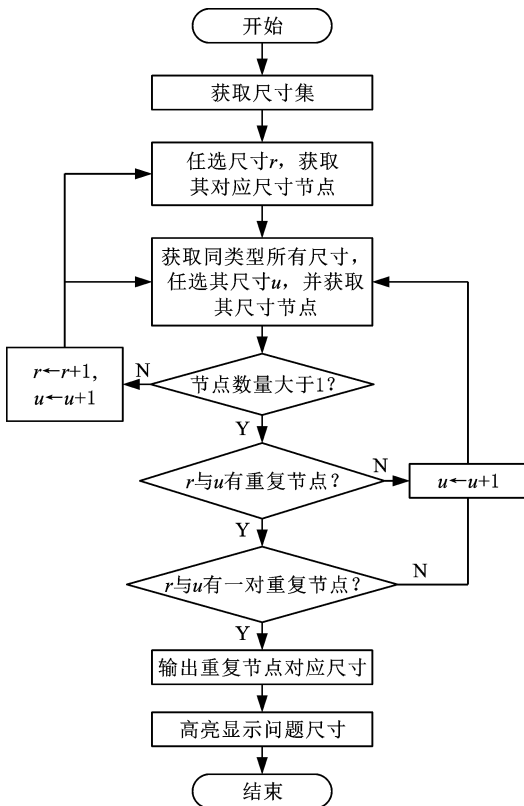 开始
获取尺寸集
任选尺寸r，获取
其对应尺寸节点
获取同类型所有尺寸，
任选其尺寸u，并获取
其尺寸节点
r←r+1,
u←u+1
N
节点数量大于1？
Y
r与u有重复节点？
N
u←u+1
Y
r与u有一对重复节点？
N
Y
输出重复节点对应尺寸
高亮显示问题尺寸
结束